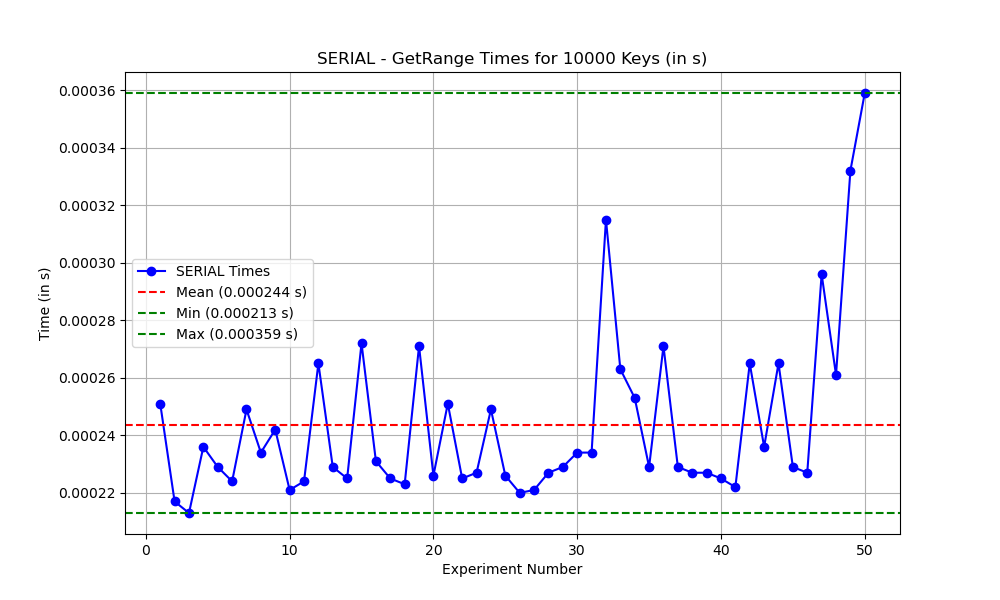 SERIAL - GetRange Times for 10000 Keys (in s)
0.00036
0.00034
0.00032
0.00030
0.00028
0.00026
0.00024
0.00022
Time (in s)
SERIAL Times
Mean (0.000244 s)
Min (0.000213 s)
Max (0.000359 s)
0 10 20 30 40 50
Experiment Number